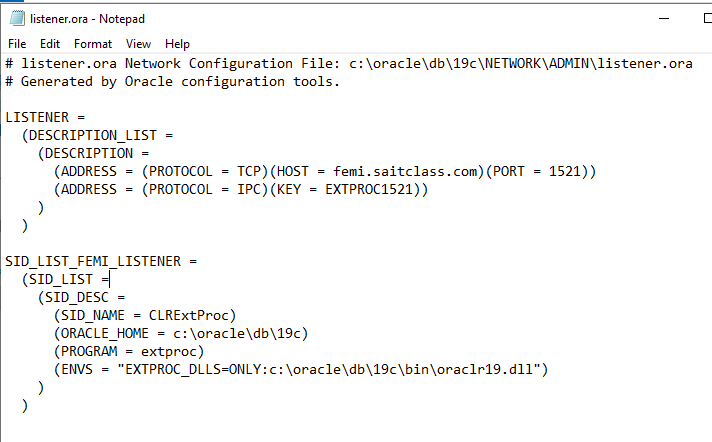 listener.ora - Notepad
File Edit Format View Help
# listener.ora Network Configuration File: c:\oracle\db\19c\NETWORK\ADMIN\listener.ora
# Generated by Oracle configuration tools.

LISTENER =
  (DESCRIPTION_LIST =
    (DESCRIPTION =
      (ADDRESS = (PROTOCOL = TCP)(HOST = femi.saitclass.com)(PORT = 1521))
      (ADDRESS = (PROTOCOL = IPC)(KEY = EXTPROC1521))
    )
  )

SID_LIST_FEMI_LISTENER =
  (SID_LIST =
    (SID_DESC =
      (SID_NAME = CLRExtProc)
      (ORACLE_HOME = c:\oracle\db\19c)
      (PROGRAM = extproc)
      (ENVS = "EXTPROC_DLLS=ONLY:c:\oracle\db\19c\bin\oraclr19.dll")
    )
  )